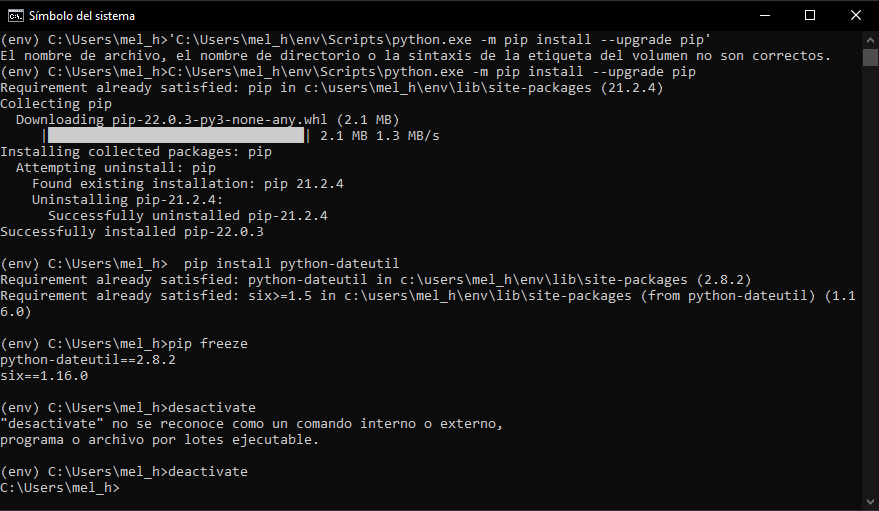 Símbolo del sistema
(env) C:\Users\mel_h>'C:\Users\mel_h\env\Scripts\python.exe -m pip install --upgrade pip'
El nombre de archivo, el nombre de directorio o la sintaxis de la etiqueta del volumen no son correctos.
(env) C:\Users\mel_h>C:\Users\mel_h\env\Scripts\python.exe -m pip install --upgrade pip
Requirement already satisfied: pip in c:\users\mel_h\env\lib\site-packages (21.2.4)
Collecting pip
  Downloading pip-22.0.3-py3-none-any.whl (2.1 MB)
     |████████████████████████████████| 2.1 MB 1.3 MB/s
Installing collected packages: pip
  Attempting uninstall: pip
    Found existing installation: pip 21.2.4
    Uninstalling pip-21.2.4:
      Successfully uninstalled pip-21.2.4
Successfully installed pip-22.0.3
(env) C:\Users\mel_h>  pip install python-dateutil
Requirement already satisfied: python-dateutil in c:\users\mel_h\env\lib\site-packages (2.8.2)
Requirement already satisfied: six>=1.5 in c:\users\mel_h\env\lib\site-packages (from python-dateutil) (1.1
6.0)
(env) C:\Users\mel_h>pip freeze
python-dateutil==2.8.2
six==1.16.0
(env) C:\Users\mel_h>desactivate
"desactivate" no se reconoce como un comando interno o externo,
programa o archivo por lotes ejecutable.
(env) C:\Users\mel_h>deactivate
C:\Users\mel_h>